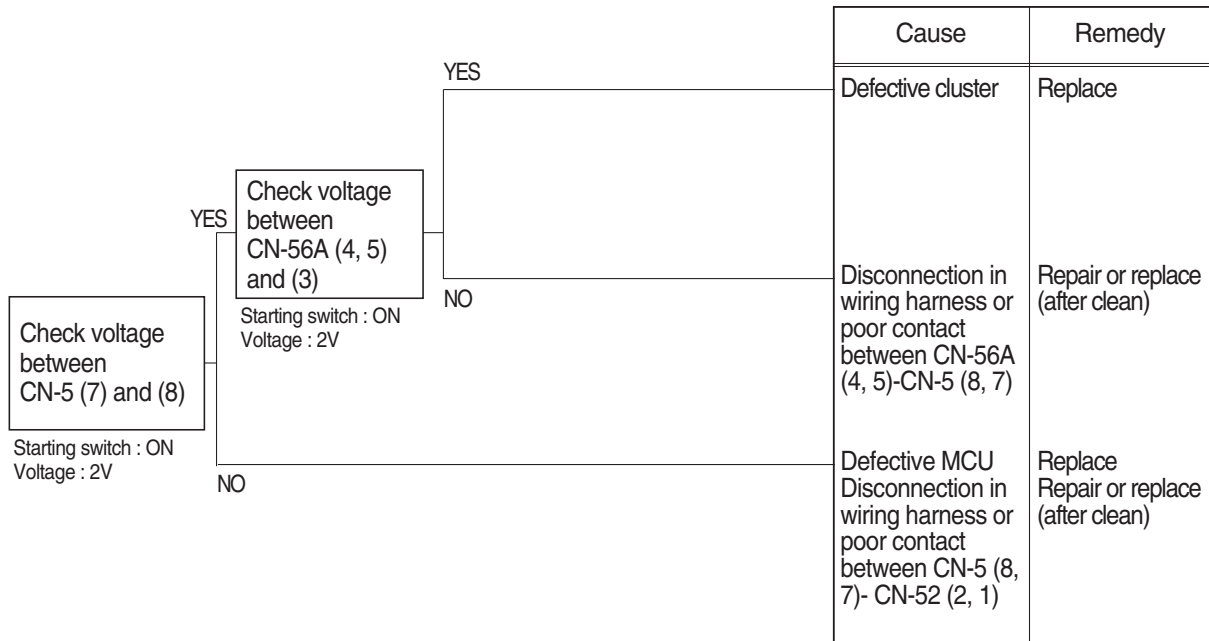 Cause
Remedy
YES
Defective cluster
Replace
Check voltage
between
CN-56A (4, 5)
and (3)
YES
Starting switch : ON
Voltage : 2V
NO
Disconnection in
wiring harness or
poor contact
between CN-56A
(4, 5)-CN-5 (8, 7)
Repair or replace
(after clean)
Check voltage
between
CN-5 (7) and (8)
Starting switch : ON
Voltage : 2V
NO
Defective MCU
Disconnection in
wiring harness or
poor contact
between CN-5 (8,
7)- CN-52 (2, 1)
Replace
Repair or replace
(after clean)